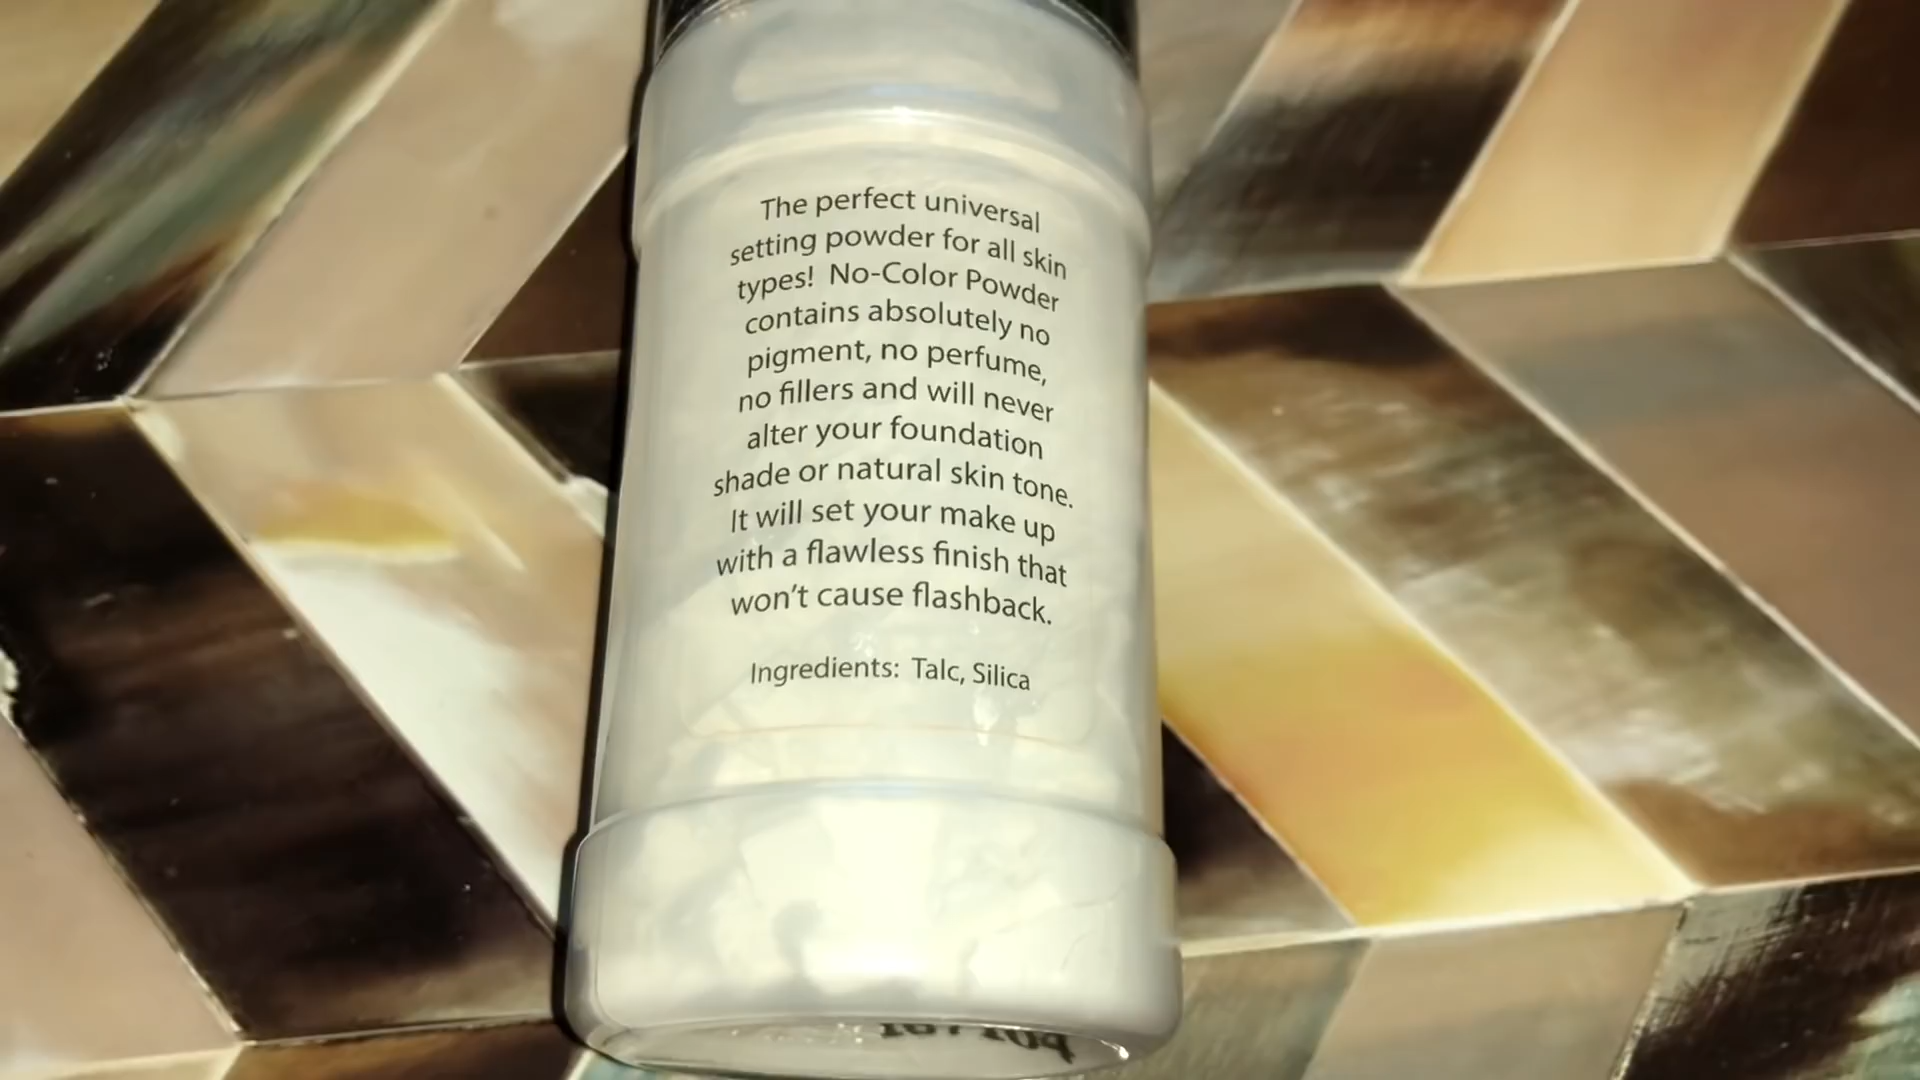 The perfect universal
setting powder for all skin
types! No-Color Powder
contains absolutely no
pigment, no perfume,
no fillers and will never
alter your foundation
shade or natural skin tone.
It will set your make up
with a flawless finish that
won't cause flashback.
Ingredients: Talc, Silica